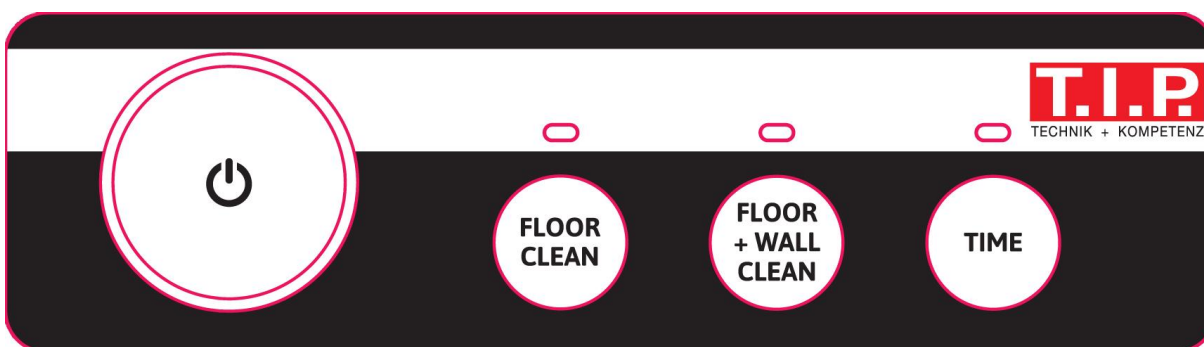 T.I.P.
TECHNIK + KOMPETENZ
FLOOR
CLEAN
FLOOR
+ WALL
CLEAN
TIME